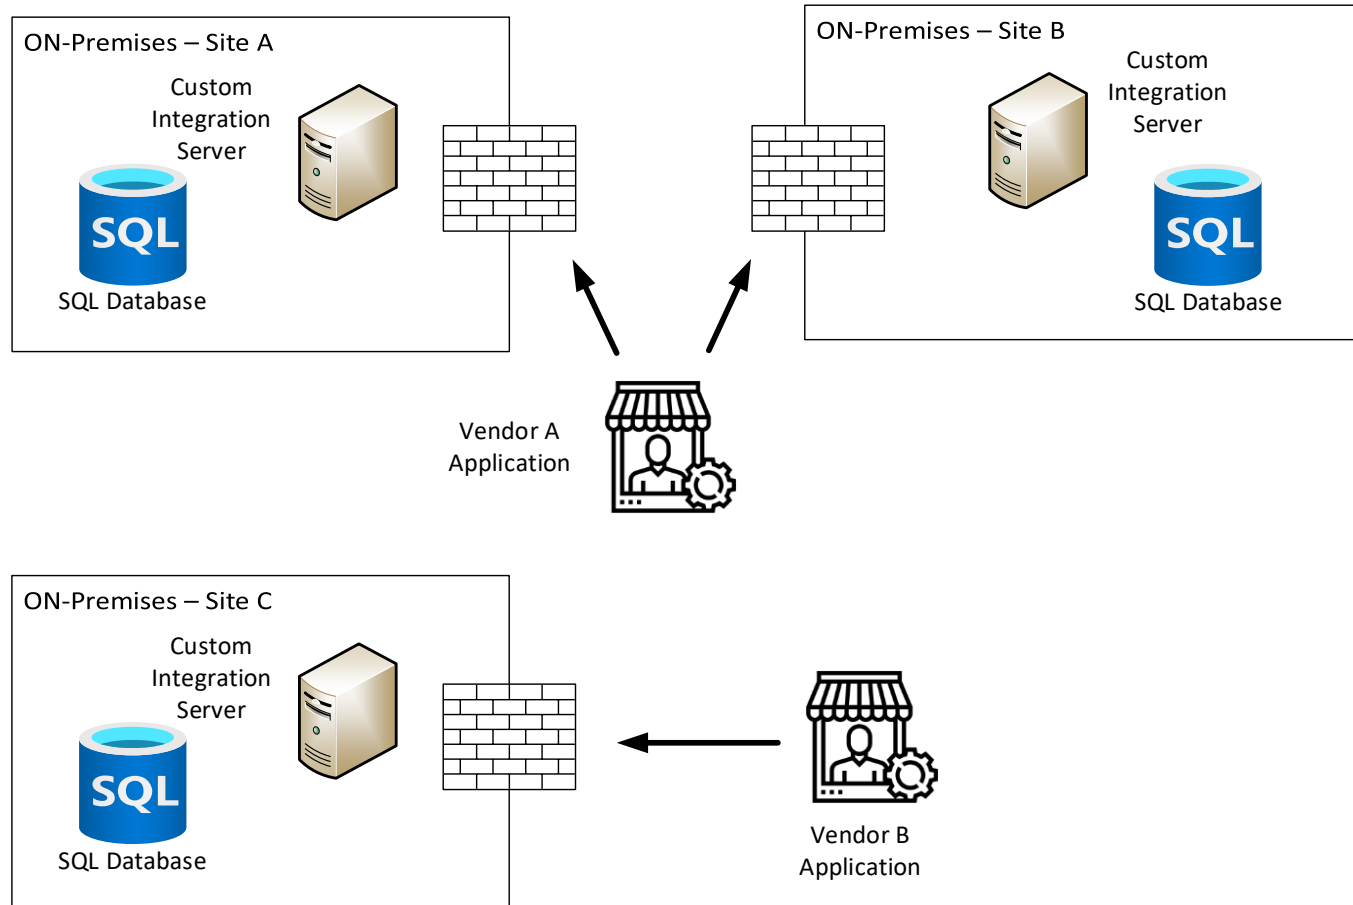 ON-Premises – Site A
Custom
Integration
Server
SQL
SQL Database
ON-Premises – Site B
Custom
Integration
Server
SQL
SQL Database
Vendor A
Application
ON-Premises – Site C
Custom
Integration
Server
SQL
SQL Database
Vendor B
Application